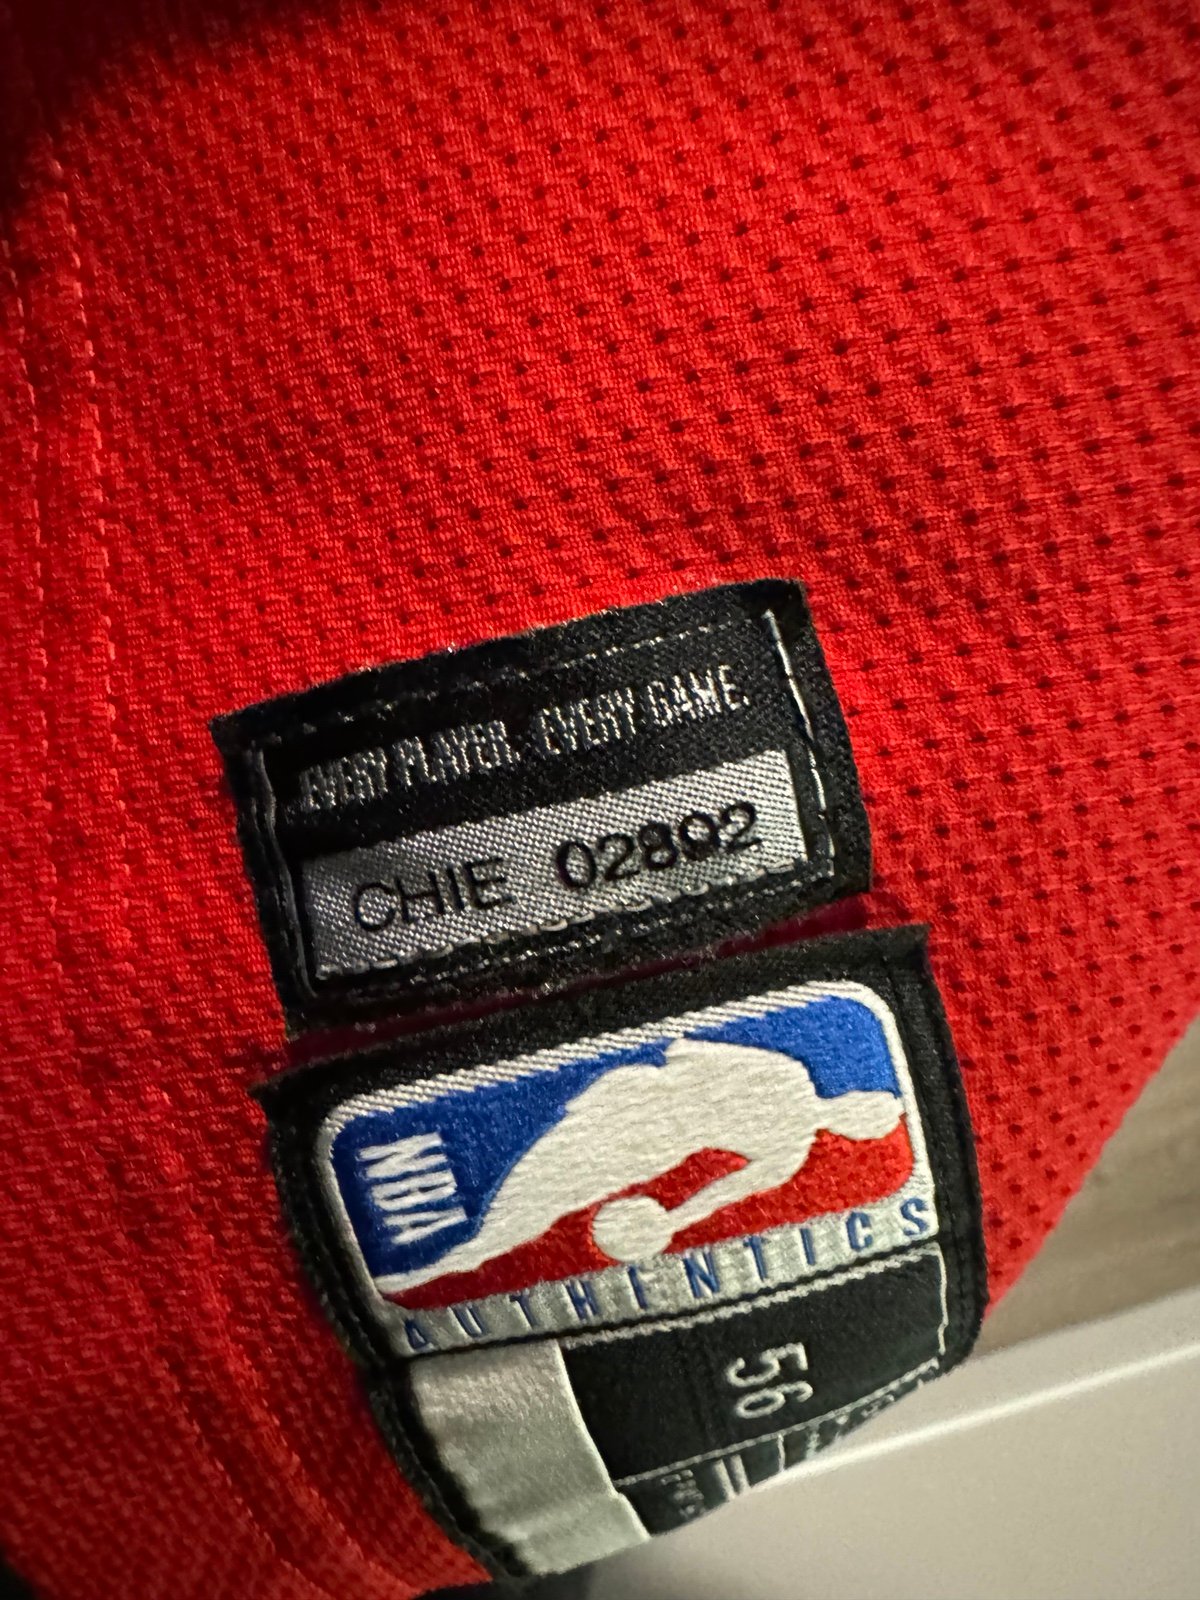 EVERY PLAYER. EVERY GAME.
CHIE 02802
NBA
AUTHENTICS
56